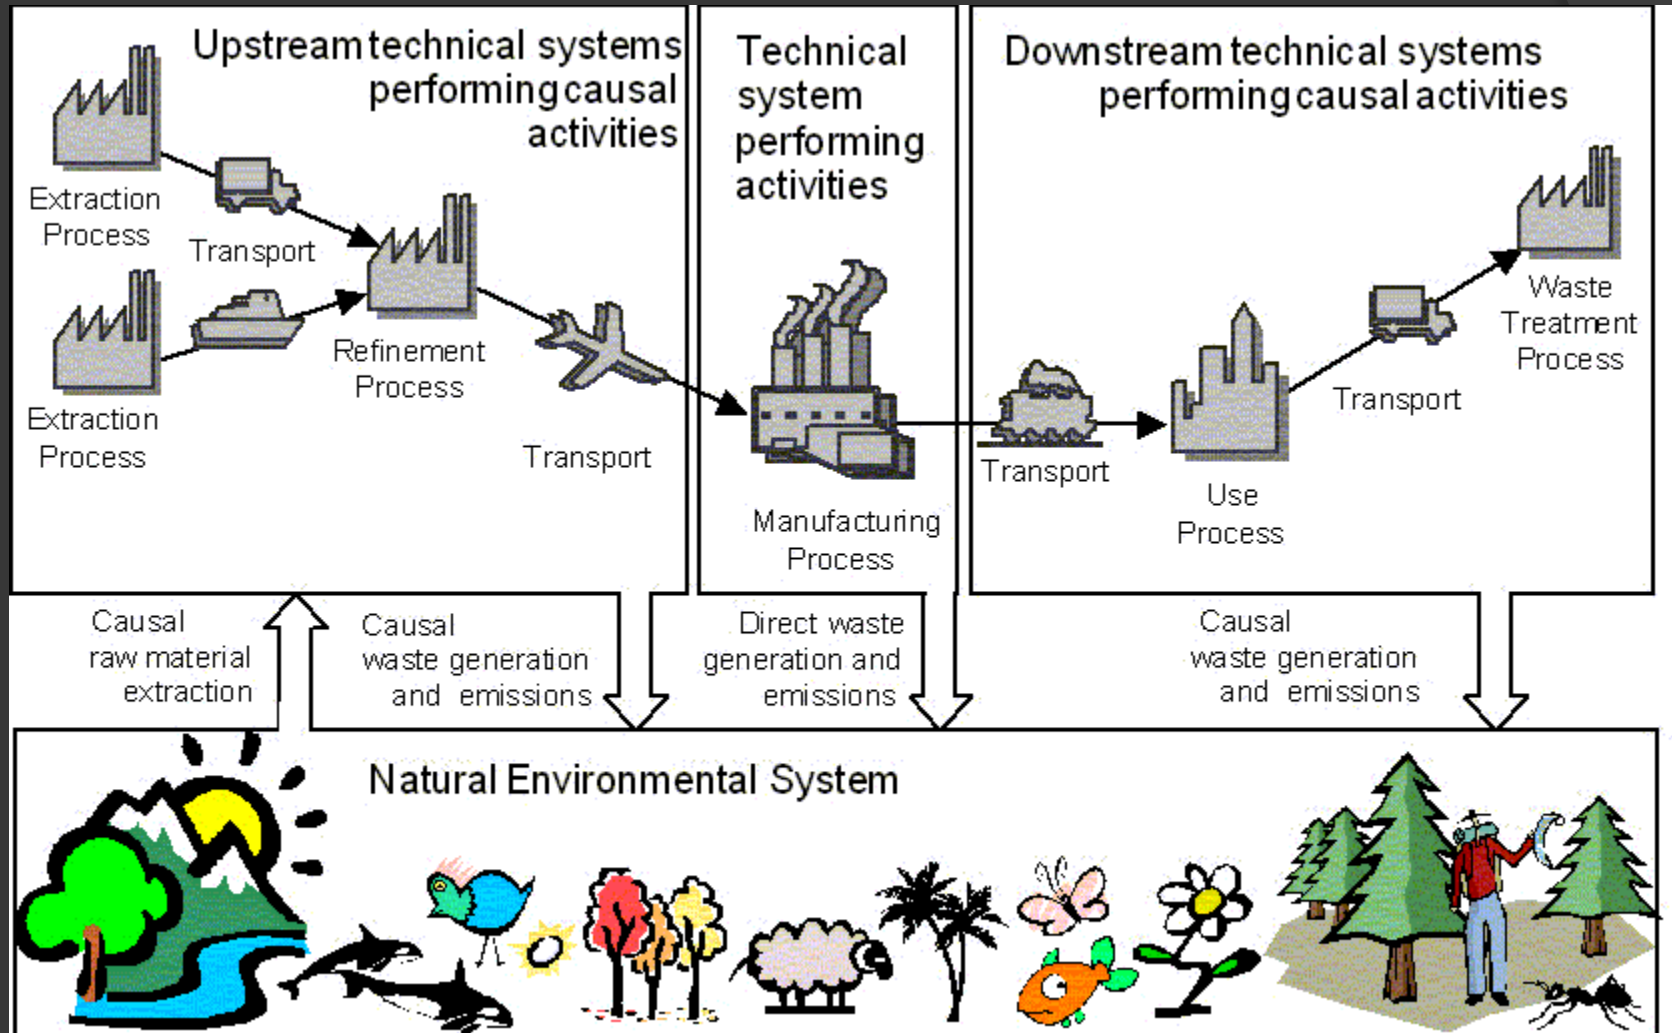 Upstream technical systems
performing causal
activities
Extraction
Process
Transport
Extraction
Process
Refinement
Process
Transport
Technical
system
performing
activities
Manufacturing
Process
Downstream technical systems
performing causal activities
Transport
Use
Process
Transport
Waste
Treatment
Process
Causal
raw material
extraction
Causal
waste generation
and emissions
Direct waste
generation and
emissions
Causal
waste generation
and emissions
Natural Environmental System